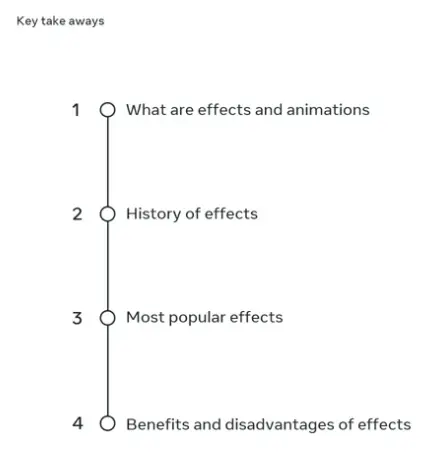 Key take aways
1 What are effects and animations
2 History of effects
3 Most popular effects
4 Benefits and disadvantages of effects